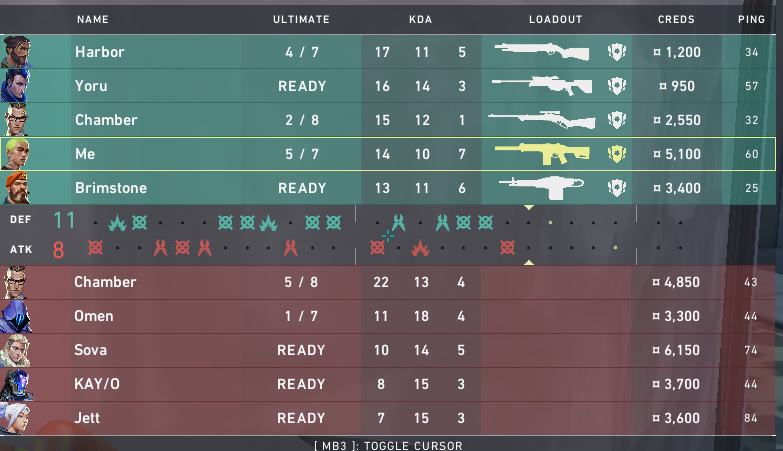 NAME ULTIMATE KDA LOADOUT CREDS PING
Harbor 4 / 7 17 11 5 ¤ 1,200 34
Yoru READY 16 14 3 ¤ 950 57
Chamber 2 / 8 15 12 1 ¤ 2,550 32
Me 5 / 7 14 10 7 ¤ 5,100 60
Brimstone READY 13 11 6 ¤ 3,400 25
DEF 11
ATK 8
Chamber 5 / 8 22 13 4 ¤ 4,850 43
Omen 1 / 7 11 18 4 ¤ 3,300 44
Sova READY 10 14 5 ¤ 6,150 74
KAY/O READY 8 15 3 ¤ 3,700 44
Jett READY 7 15 3 ¤ 3,600 84
[ MB3 ]: TOGGLE CURSOR